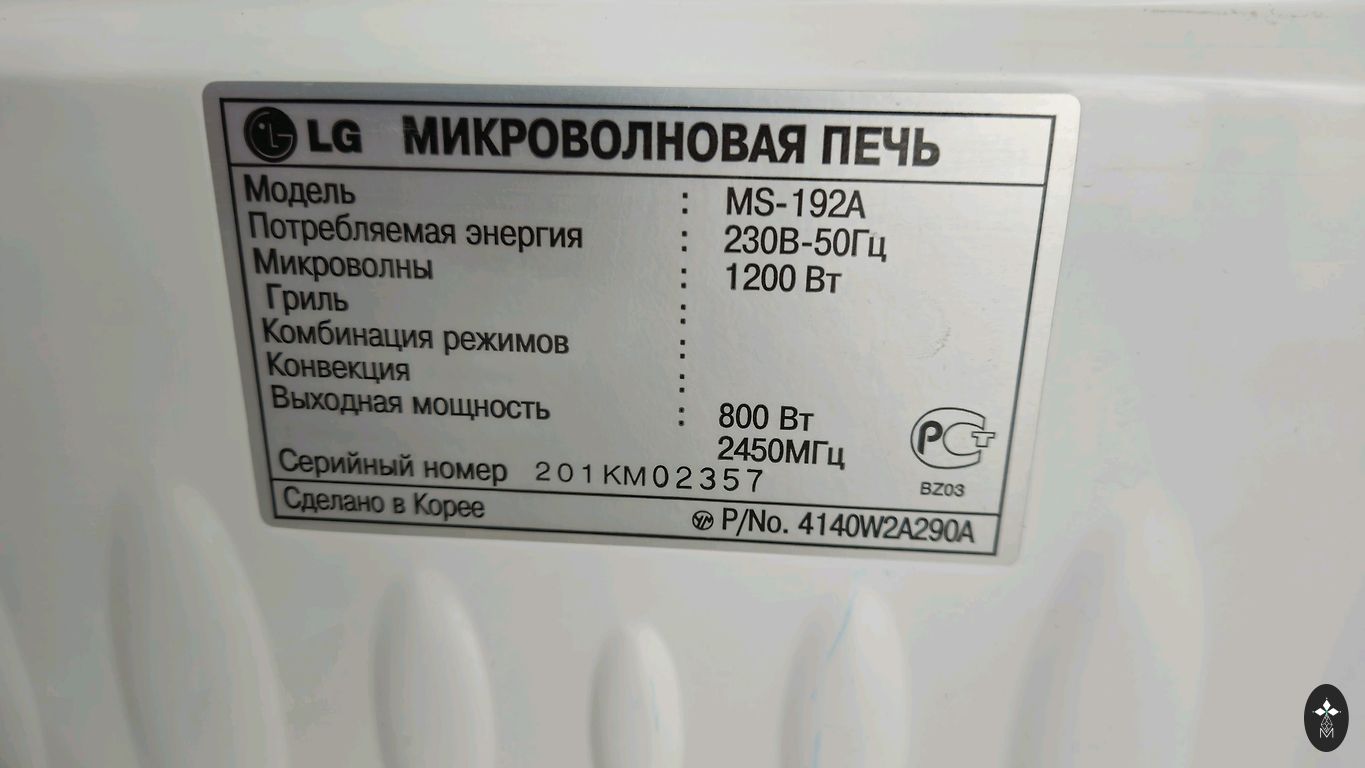 LG МИКРОВОЛНОВАЯ ПЕЧЬ
Модель : MS-192A
Потребляемая энергия : 230В-50Гц
Микроволны : 1200 Вт
Гриль :
Комбинация режимов :
Конвекция :
Выходная мощность : 800 Вт
2450МГц
Серийный номер 201KM02357
РСТ
BZ03
Сделано в Корее
P/No. 4140W2A290A
M